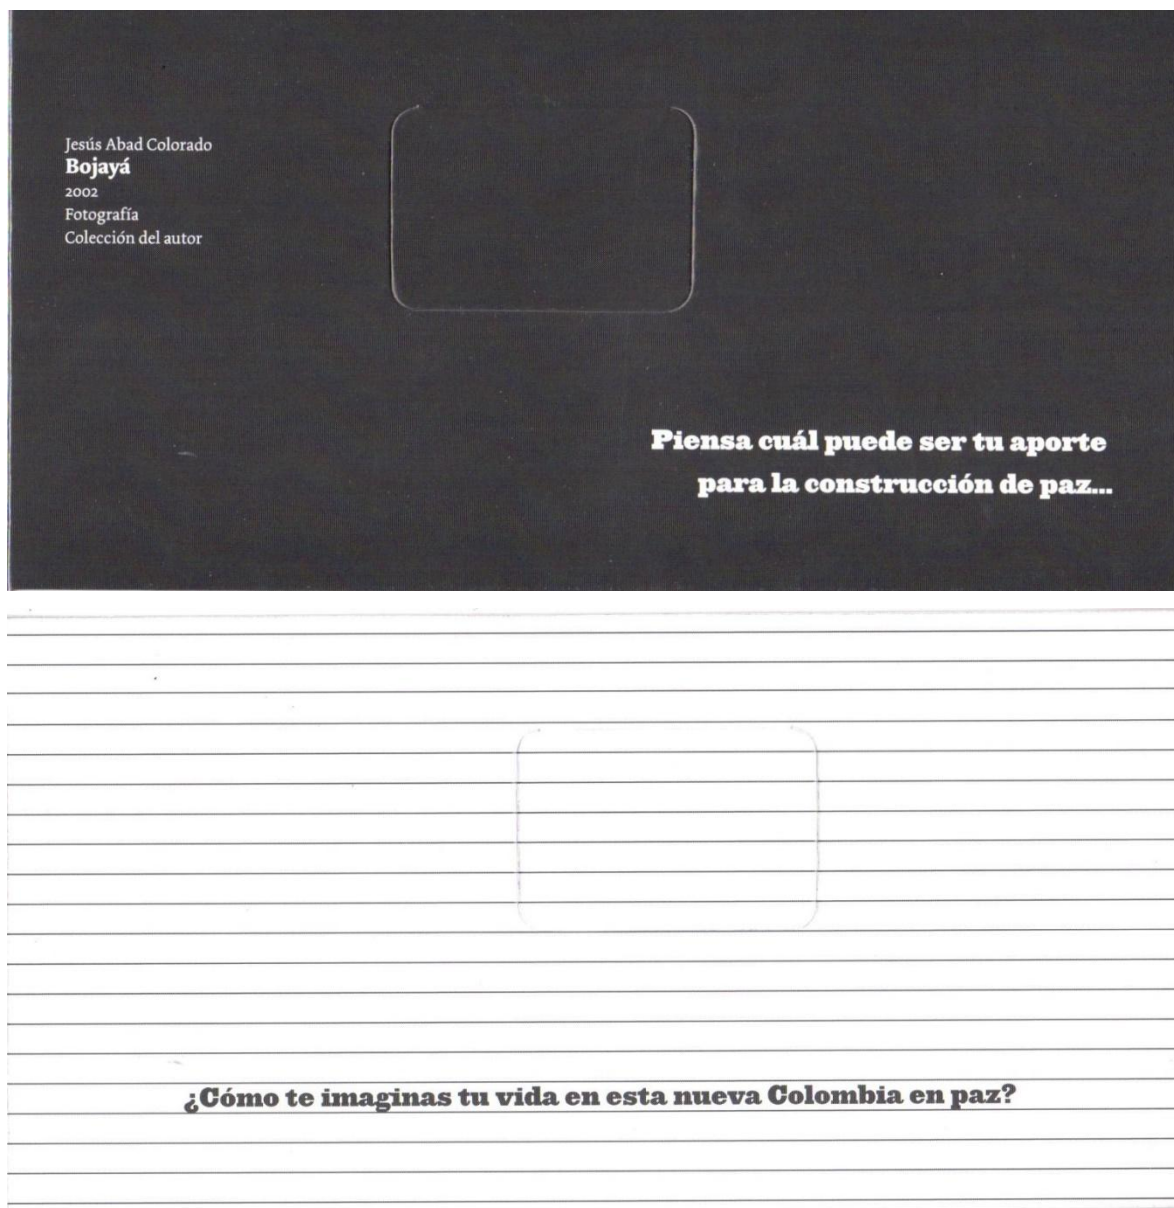 Jesús Abad Colorado
Bojayá
2002
Fotografía
Colección del autor
Piensa cuál puede ser tu aporte
para la construcción de paz...
¿Cómo te imaginas tu vida en esta nueva Colombia en paz?